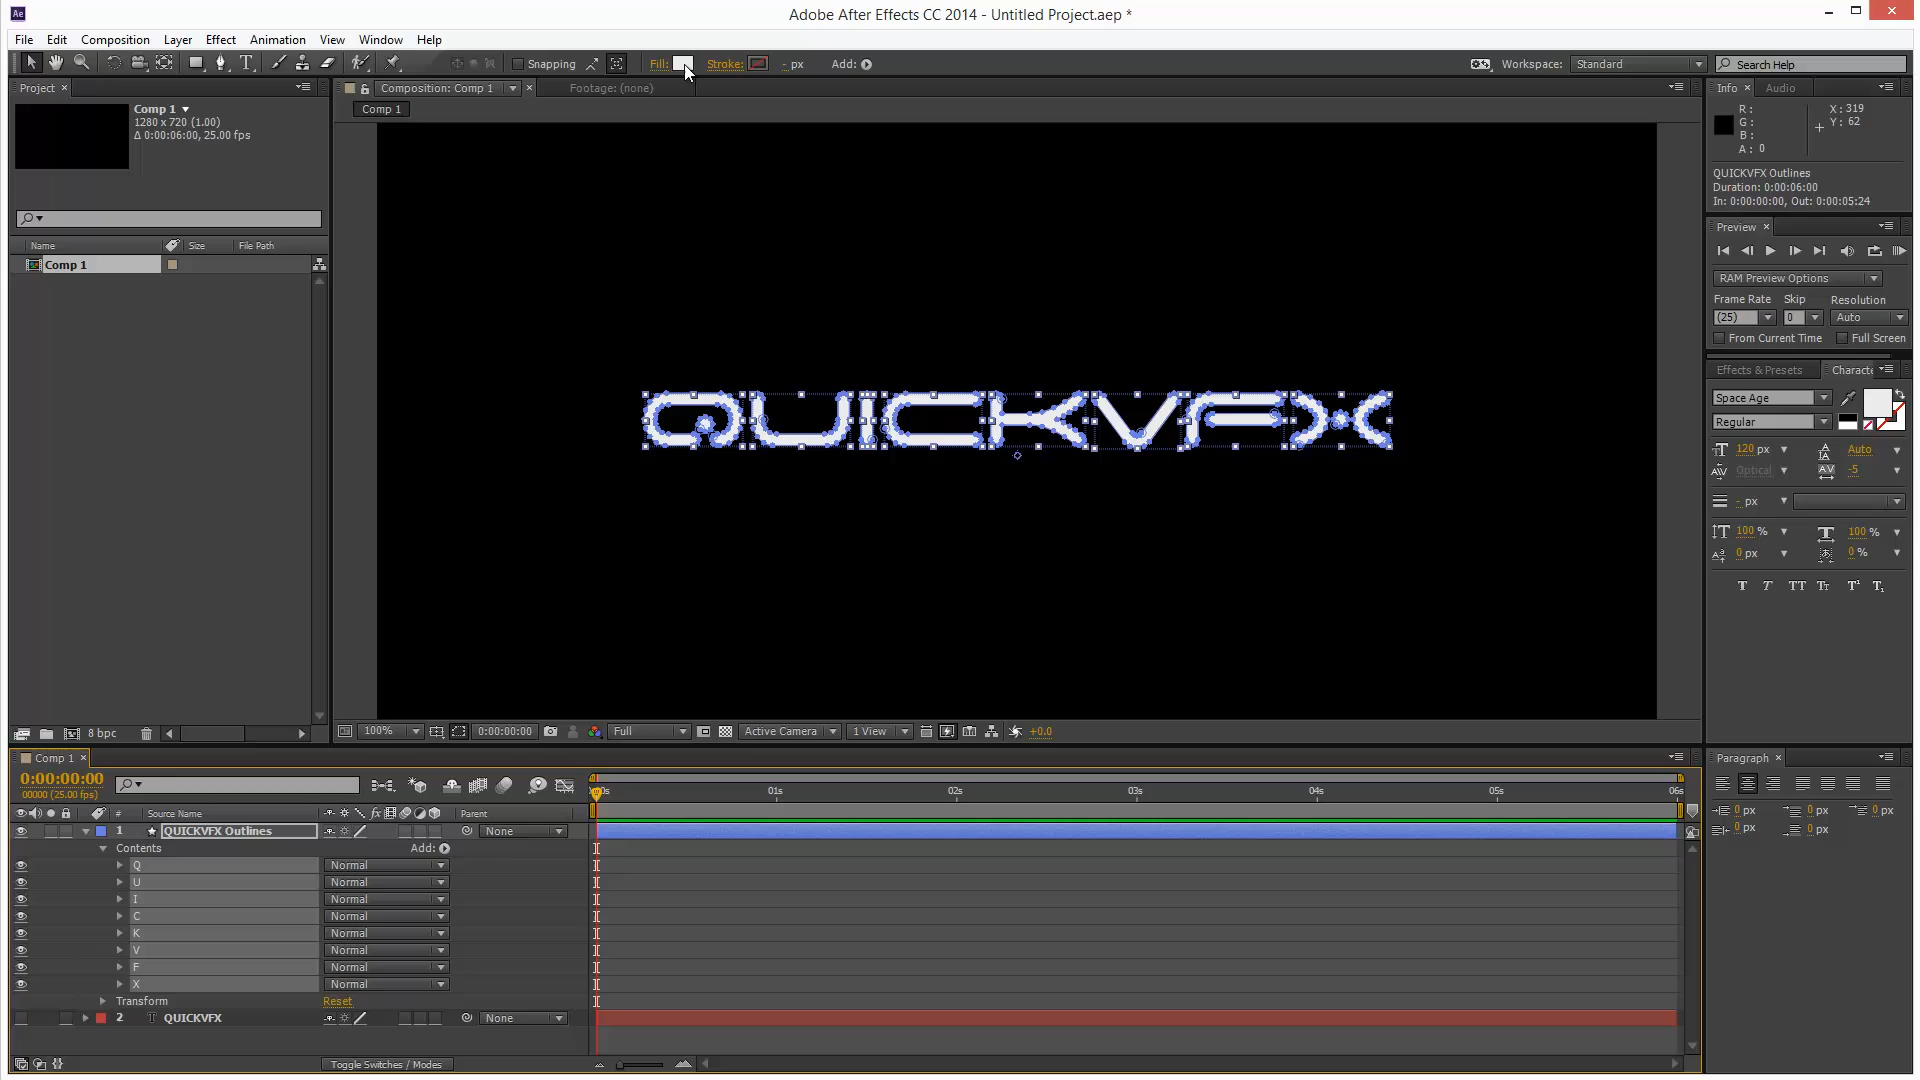 Ae
Adobe After Effects CC 2014 - Untitled Project.aep *
File Edit Composition Layer Effect Animation View Window Help
T Snapping Fill: Stroke: - px Add: Workspace: Standard Search Help
Project × Composition: Comp 1 × Footage: (none) Info × Audio
Comp 1
1280 x 720 (1.00)
Δ 0:00:06:00, 25.00 fps
Comp 1
R:
G:
B:
A: 0
X: 319
Y: 62
QUICKVFX Outlines
Duration: 0:00:06:00
In: 0:00:00:00, Out: 0:00:05:24
Name Size File Path
Comp 1
Preview ×
RAM Preview Options
Frame Rate Skip Resolution
(25) 0 Auto
From Current Time Full Screen
Effects & Presets Characte
Space Age
Regular
120 px Auto
Optical -5
- px
100 % 100 %
0 px 0 %
T T TT Tt T¹ T₁
QUICKVFX
8 bpc 100% 0:00:00:00 Full Active Camera 1 View +0.0
Comp 1 ×
0:00:00:00
00000 (25.00 fps)
00s 01s 02s 03s 04s 05s 06s
# Source Name fx Parent
1 QUICKVFX Outlines None
Contents Add:
Q Normal
U Normal
I Normal
C Normal
K Normal
V Normal
F Normal
X Normal
Transform Reset
2 T QUICKVFX None
Toggle Switches / Modes
Paragraph ×
0 px 0 px 0 px
0 px 0 px